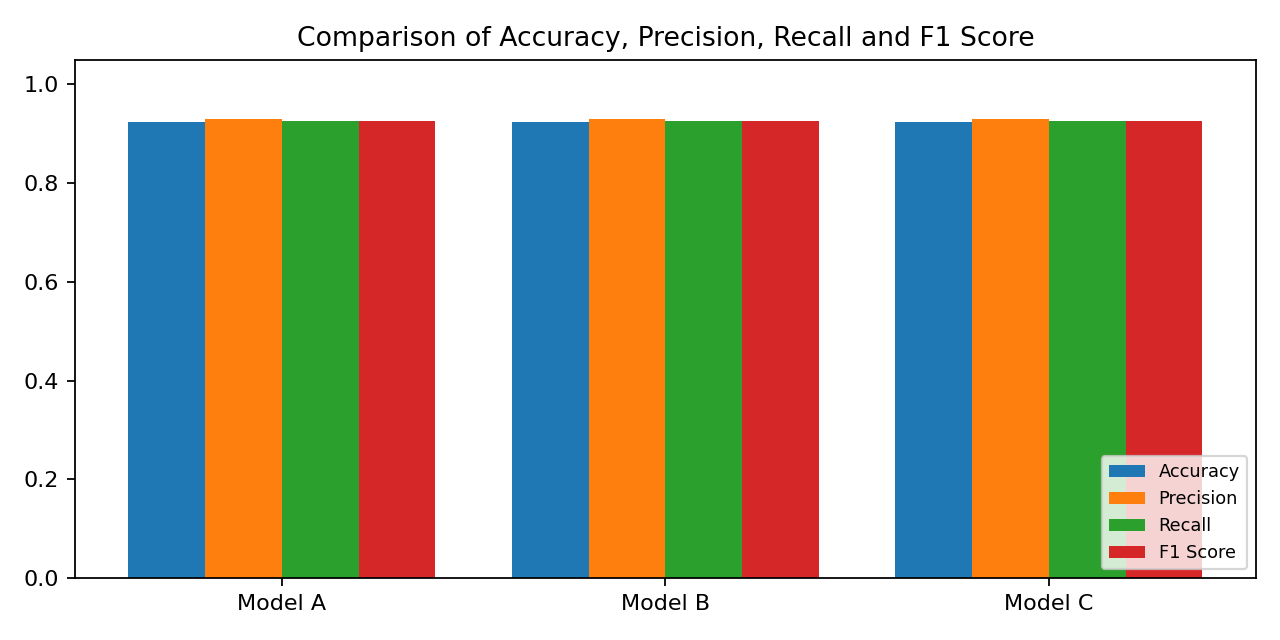 Comparison of Accuracy, Precision, Recall and F1 Score
1.0
0.8
0.6
0.4
0.2
0.0
Accuracy
Precision
Recall
F1 Score
Model A
Model B
Model C